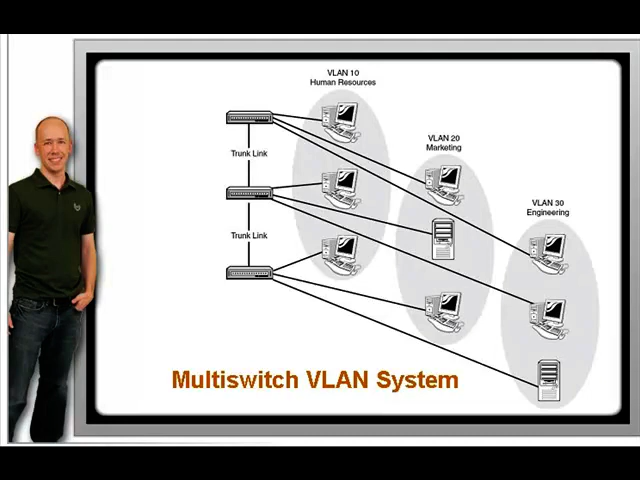 VLAN 10
Human Resources
VLAN 20
Marketing
Trunk Link
VLAN 30
Engineering
Trunk Link
Multiswitch VLAN System